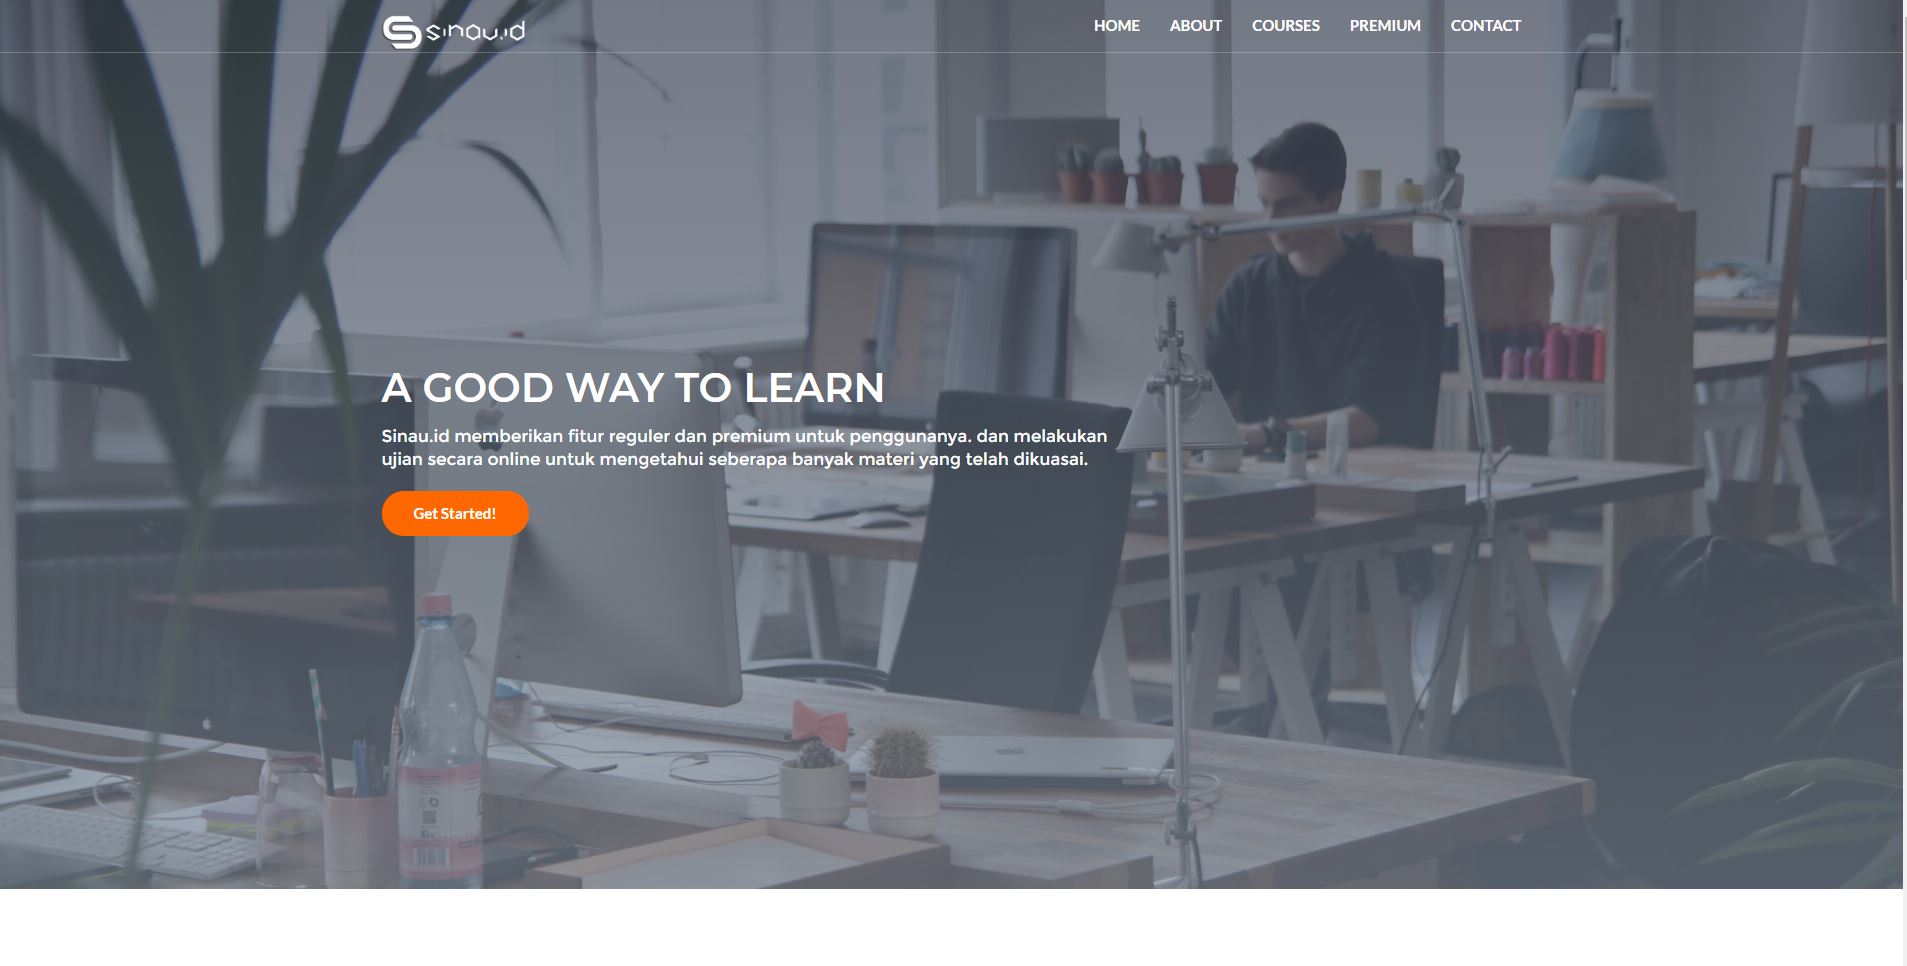 sinau.id
HOME ABOUT COURSES PREMIUM CONTACT
A GOOD WAY TO LEARN
Sinau.id memberikan fitur reguler dan premium untuk penggunanya. dan melakukan
ujian secara online untuk mengetahui seberapa banyak materi yang telah dikuasai.
Get Started!